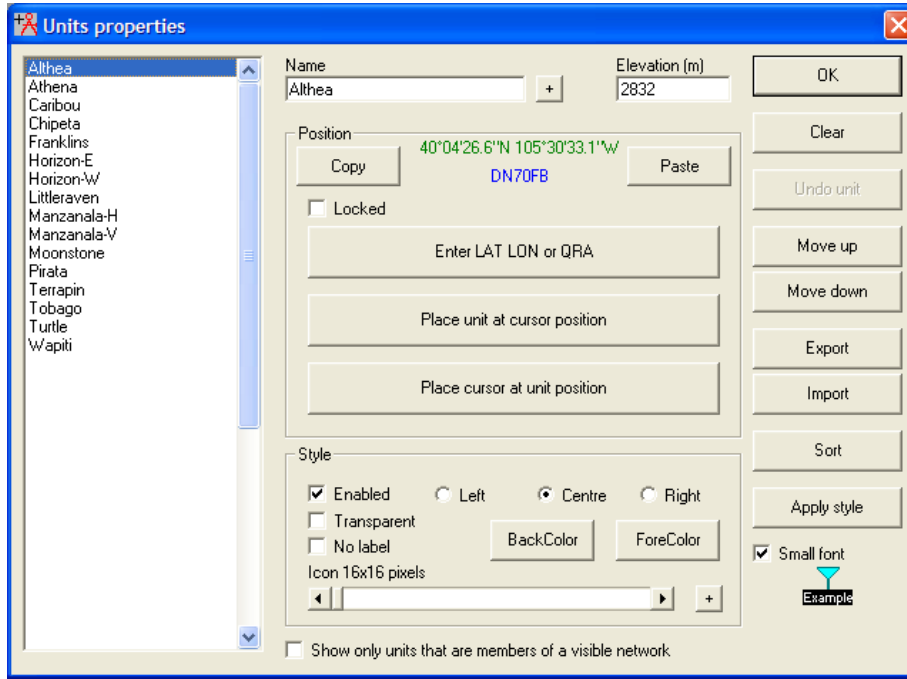 Units properties
Althea
Athena
Caribou
Chipeta
Franklins
Horizon-E
Horizon-W
Littleraven
Manzanala-H
Manzanala-V
Moonstone
Pirata
Terrapin
Tobago
Turtle
Wapiti
Name
Althea
+
Elevation (m)
2832
Position
Copy
40°04'26.6"N 105°30'33.1"W
DN70FB
Paste
Locked
Enter LAT LON or QRA
Place unit at cursor position
Place cursor at unit position
Style
Enabled
Left
Centre
Right
Transparent
No label
BackColor
ForeColor
Icon 16x16 pixels
+
Show only units that are members of a visible network
OK
Clear
Undo unit
Move up
Move down
Export
Import
Sort
Apply style
Small font
Example